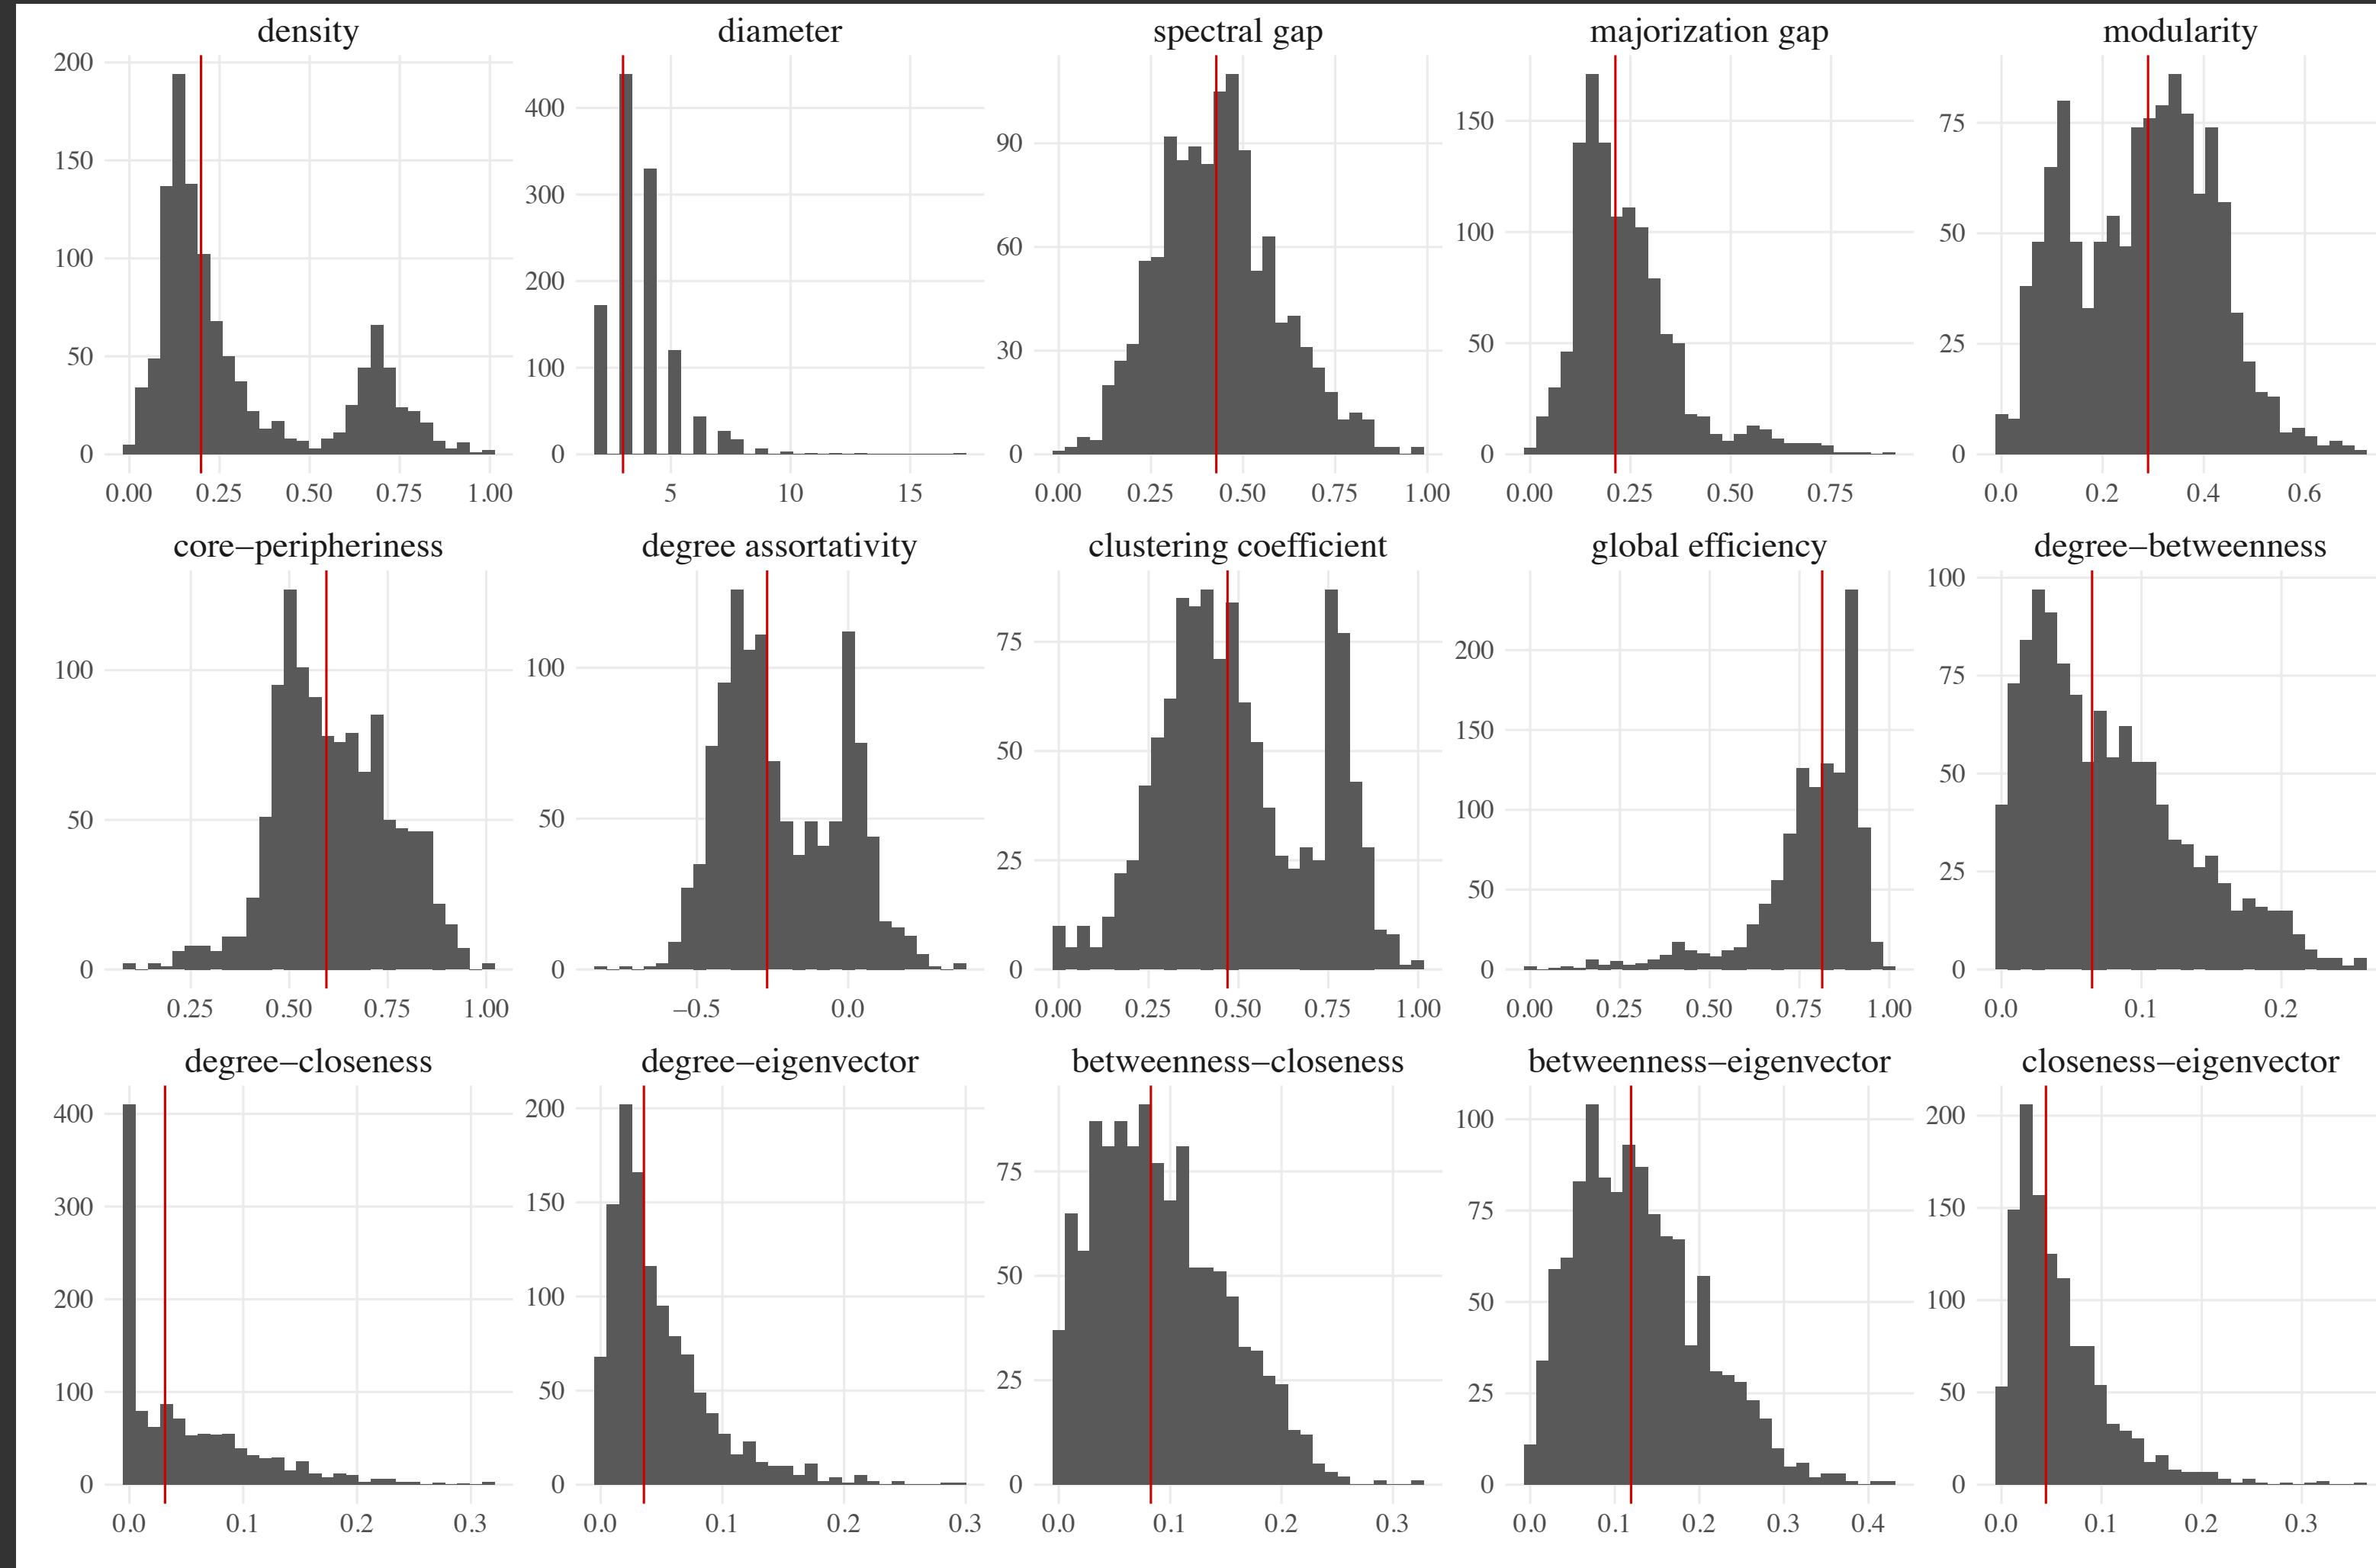 density
diameter
spectral gap
majorization gap
modularity
200
150
100
50
0
0.00 0.25 0.50 0.75 1.00
400
300
200
100
0
5 10 15
90
60
30
0
0.00 0.25 0.50 0.75 1.00
150
100
50
0
0.00 0.25 0.50 0.75
75
50
25
0
0.0 0.2 0.4 0.6
core–peripheriness
degree assortativity
clustering coefficient
global efficiency
degree–betweenness
100
50
0
0.25 0.50 0.75 1.00
100
50
0
–0.5 0.0
75
50
25
0
0.00 0.25 0.50 0.75 1.00
200
150
100
50
0
0.00 0.25 0.50 0.75 1.00
100
75
50
25
0
0.0 0.1 0.2
degree–closeness
degree–eigenvector
betweenness–closeness
betweenness–eigenvector
closeness–eigenvector
400
300
200
100
0
0.0 0.1 0.2 0.3
200
150
100
50
0
0.0 0.1 0.2 0.3
75
50
25
0
0.0 0.1 0.2 0.3
100
75
50
25
0
0.0 0.1 0.2 0.3 0.4
200
150
100
50
0
0.0 0.1 0.2 0.3